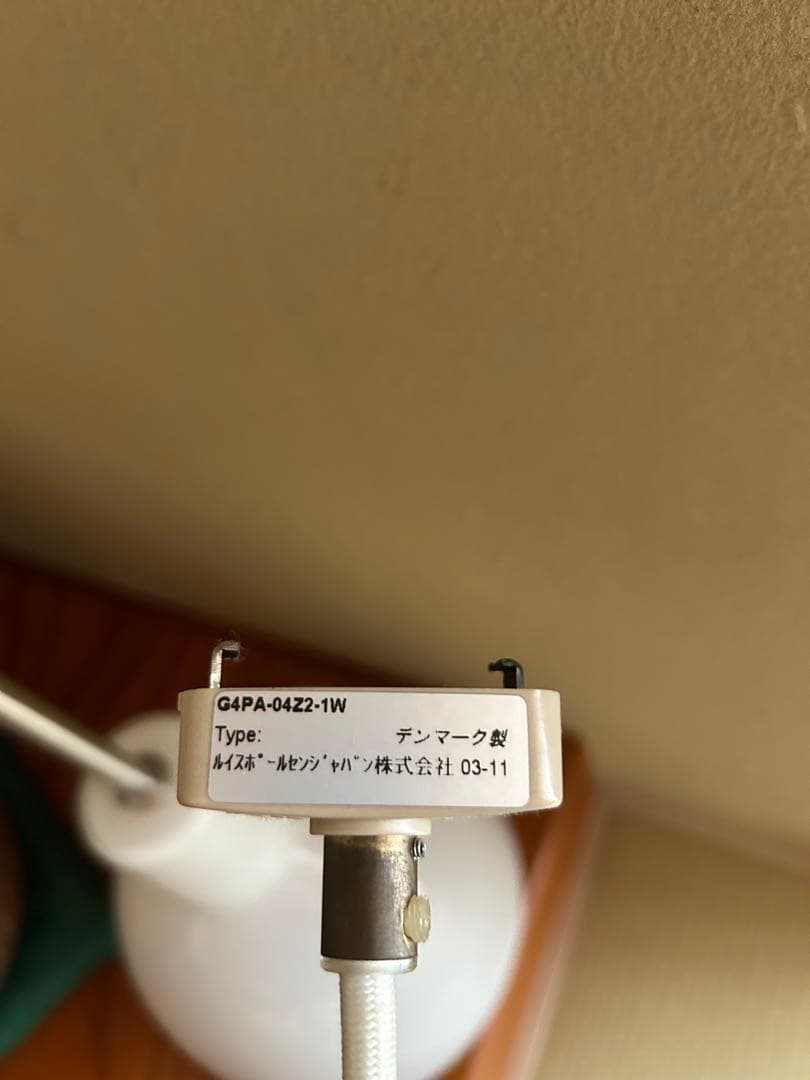 G4PA-04Z2-1W
Type: デンマーク製
ﾙｲｽﾎﾟｰﾙｾﾝｼﾞｬﾊﾟﾝ株式会社 03-11